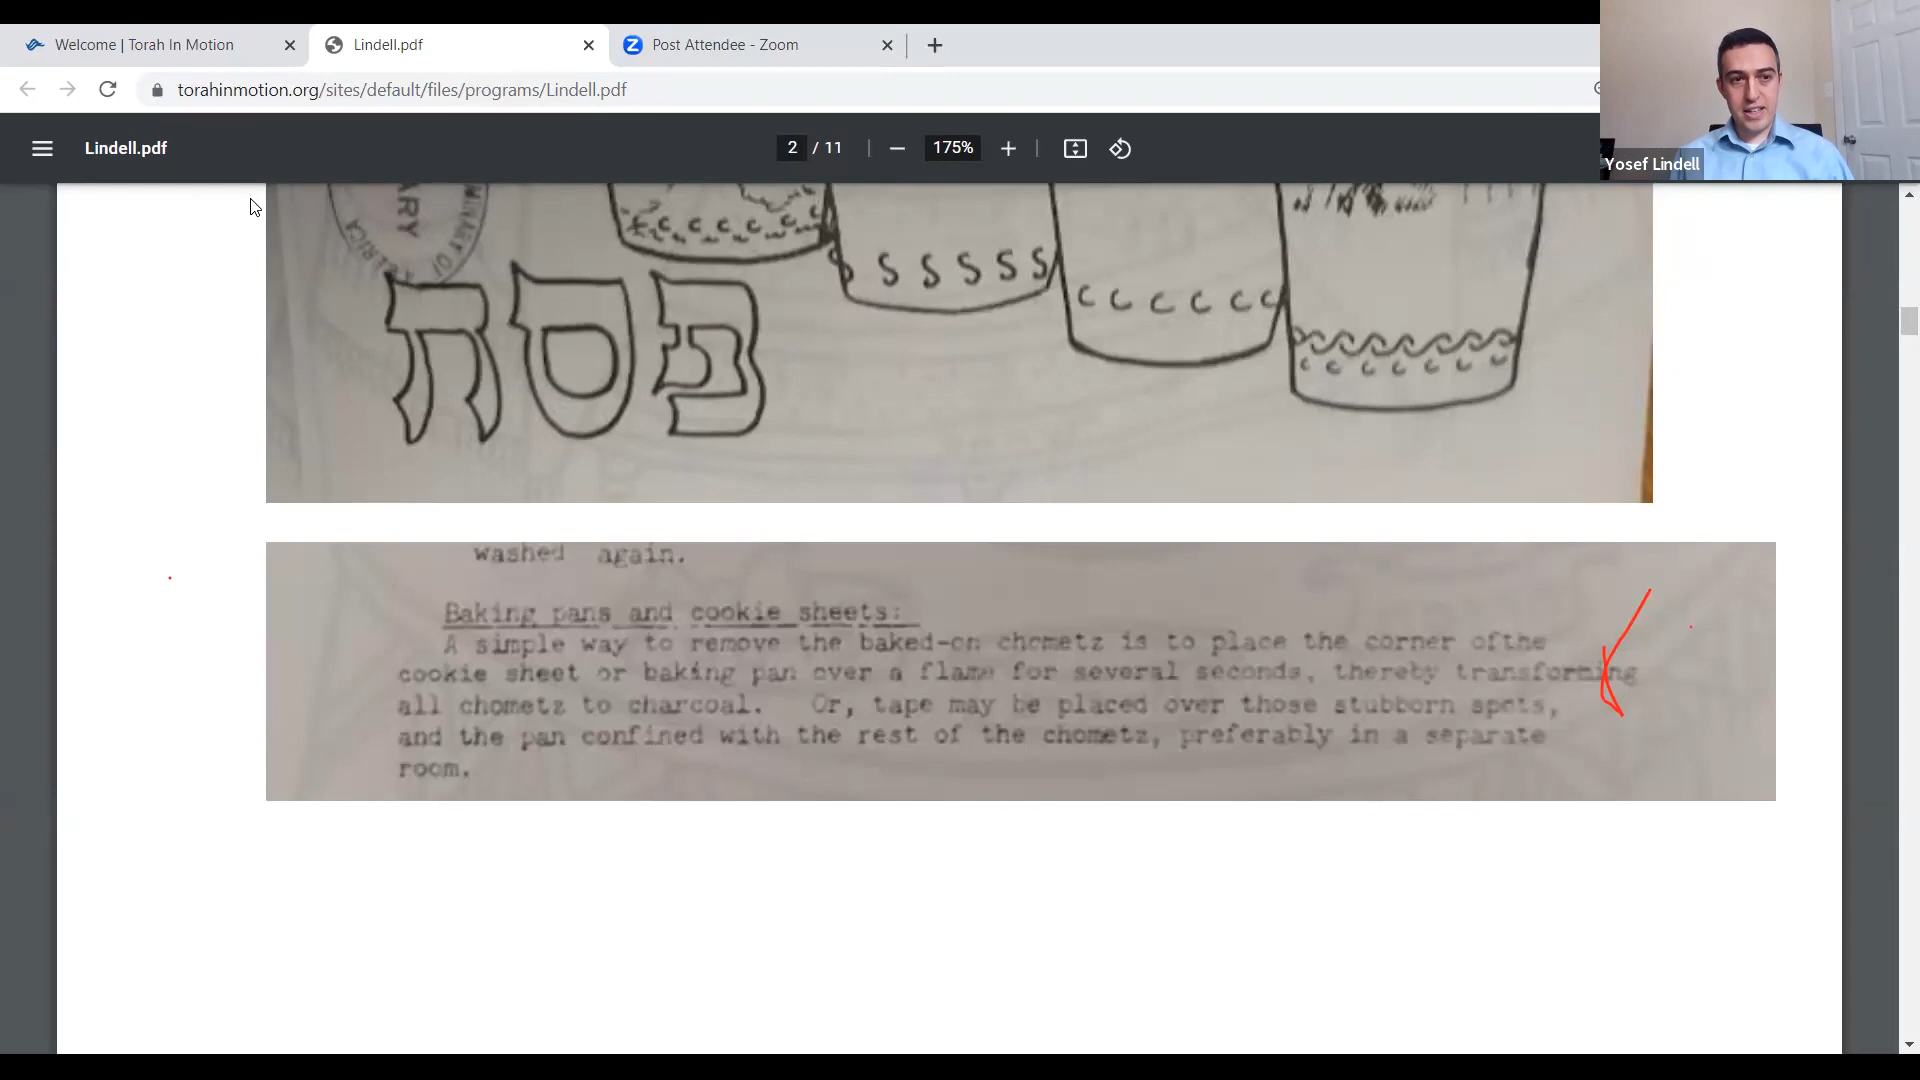 Welcome | Torah In Motion
Lindell.pdf
Post Attendee - Zoom
torahinmotion.org/sites/default/files/programs/Lindell.pdf
Lindell.pdf
2 / 11
175%
Yosef Lindell
ARY
MINARY OF
פסח
S S S S S
c c c c c c
washed again.
Baking pans and cookie sheets:
A simple way to remove the baked-on chometz is to place the corner ofthe
cookie sheet or baking pan over a flame for several seconds, thereby transforming
all chometz to charcoal. Or, tape may be placed over those stubborn spots,
and the pan confined with the rest of the chometz, preferably in a separate
room.